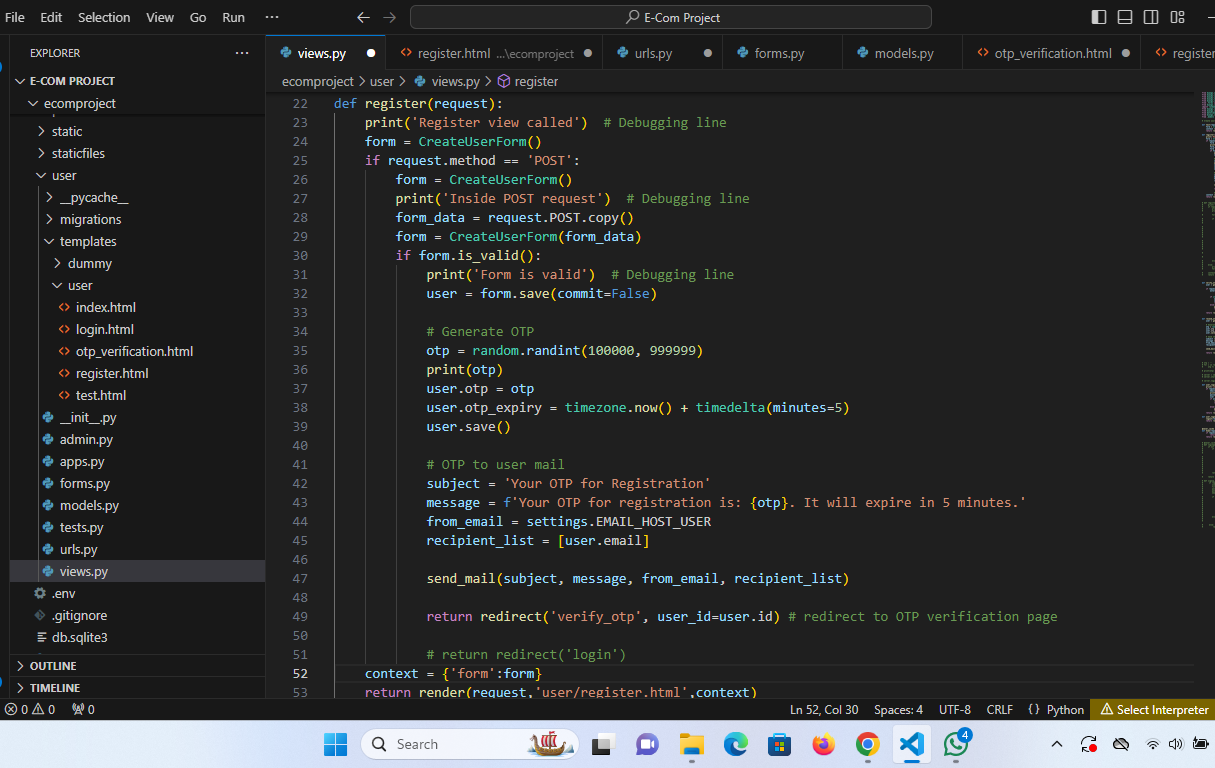 File Edit Selection View Go Run ··· ← → E-Com Project
EXPLORER ···
E-COM PROJECT
ecomproject
static
staticfiles
user
__pycache__
migrations
templates
dummy
user
index.html
login.html
otp_verification.html
register.html
test.html
__init__.py
admin.py
apps.py
forms.py
models.py
tests.py
urls.py
views.py
.env
.gitignore
db.sqlite3
OUTLINE
TIMELINE
views.py ● register.html ...\ecomproject ● urls.py ● forms.py models.py otp_verification.html ● register
ecomproject > user > views.py > register
22 def register(request):
23 print('Register view called') # Debugging line
24 form = CreateUserForm()
25 if request.method == 'POST':
26 form = CreateUserForm()
27 print('Inside POST request') # Debugging line
28 form_data = request.POST.copy()
29 form = CreateUserForm(form_data)
30 if form.is_valid():
31 print('Form is valid') # Debugging line
32 user = form.save(commit=False)
33
34 # Generate OTP
35 otp = random.randint(100000, 999999)
36 print(otp)
37 user.otp = otp
38 user.otp_expiry = timezone.now() + timedelta(minutes=5)
39 user.save()
40
41 # OTP to user mail
42 subject = 'Your OTP for Registration'
43 message = f'Your OTP for registration is: {otp}. It will expire in 5 minutes.'
44 from_email = settings.EMAIL_HOST_USER
45 recipient_list = [user.email]
46
47 send_mail(subject, message, from_email, recipient_list)
48
49 return redirect('verify_otp', user_id=user.id) # redirect to OTP verification page
50
51 # return redirect('login')
52 context = {'form':form}
53 return render(request,'user/register.html',context)
0 0 0 Ln 52, Col 30 Spaces: 4 UTF-8 CRLF {} Python Select Interpreter
Search 4